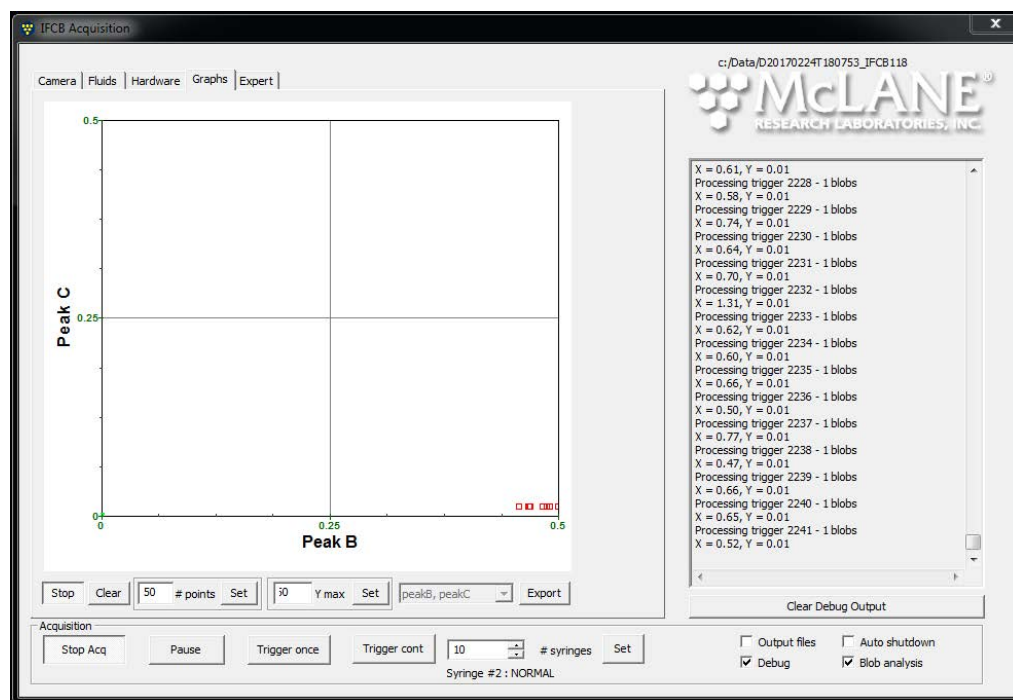 IFCB Acquisition
x
c:/Data/D20170224T180753_IFCB118
McLANE®
RESEARCH LABORATORIES, INC.
Camera Fluids Hardware Graphs Expert
0.5
Peak C
0.25
0
0 0.25 0.5
Peak B
X = 0.61, Y = 0.01
Processing trigger 2228 - 1 blobs
X = 0.58, Y = 0.01
Processing trigger 2229 - 1 blobs
X = 0.74, Y = 0.01
Processing trigger 2230 - 1 blobs
X = 0.64, Y = 0.01
Processing trigger 2231 - 1 blobs
X = 0.70, Y = 0.01
Processing trigger 2232 - 1 blobs
X = 1.31, Y = 0.01
Processing trigger 2233 - 1 blobs
X = 0.62, Y = 0.01
Processing trigger 2234 - 1 blobs
X = 0.60, Y = 0.01
Processing trigger 2235 - 1 blobs
X = 0.66, Y = 0.01
Processing trigger 2236 - 1 blobs
X = 0.50, Y = 0.01
Processing trigger 2237 - 1 blobs
X = 0.77, Y = 0.01
Processing trigger 2238 - 1 blobs
X = 0.47, Y = 0.01
Processing trigger 2239 - 1 blobs
X = 0.66, Y = 0.01
Processing trigger 2240 - 1 blobs
X = 0.65, Y = 0.01
Processing trigger 2241 - 1 blobs
X = 0.52, Y = 0.01
Stop Clear 50 # points Set Y max Set peakB, peakC Export
Clear Debug Output
Acquisition
Stop Acq Pause Trigger once Trigger cont 10 # syringes Set
Syringe #2 : NORMAL
Output files Auto shutdown
Debug Blob analysis